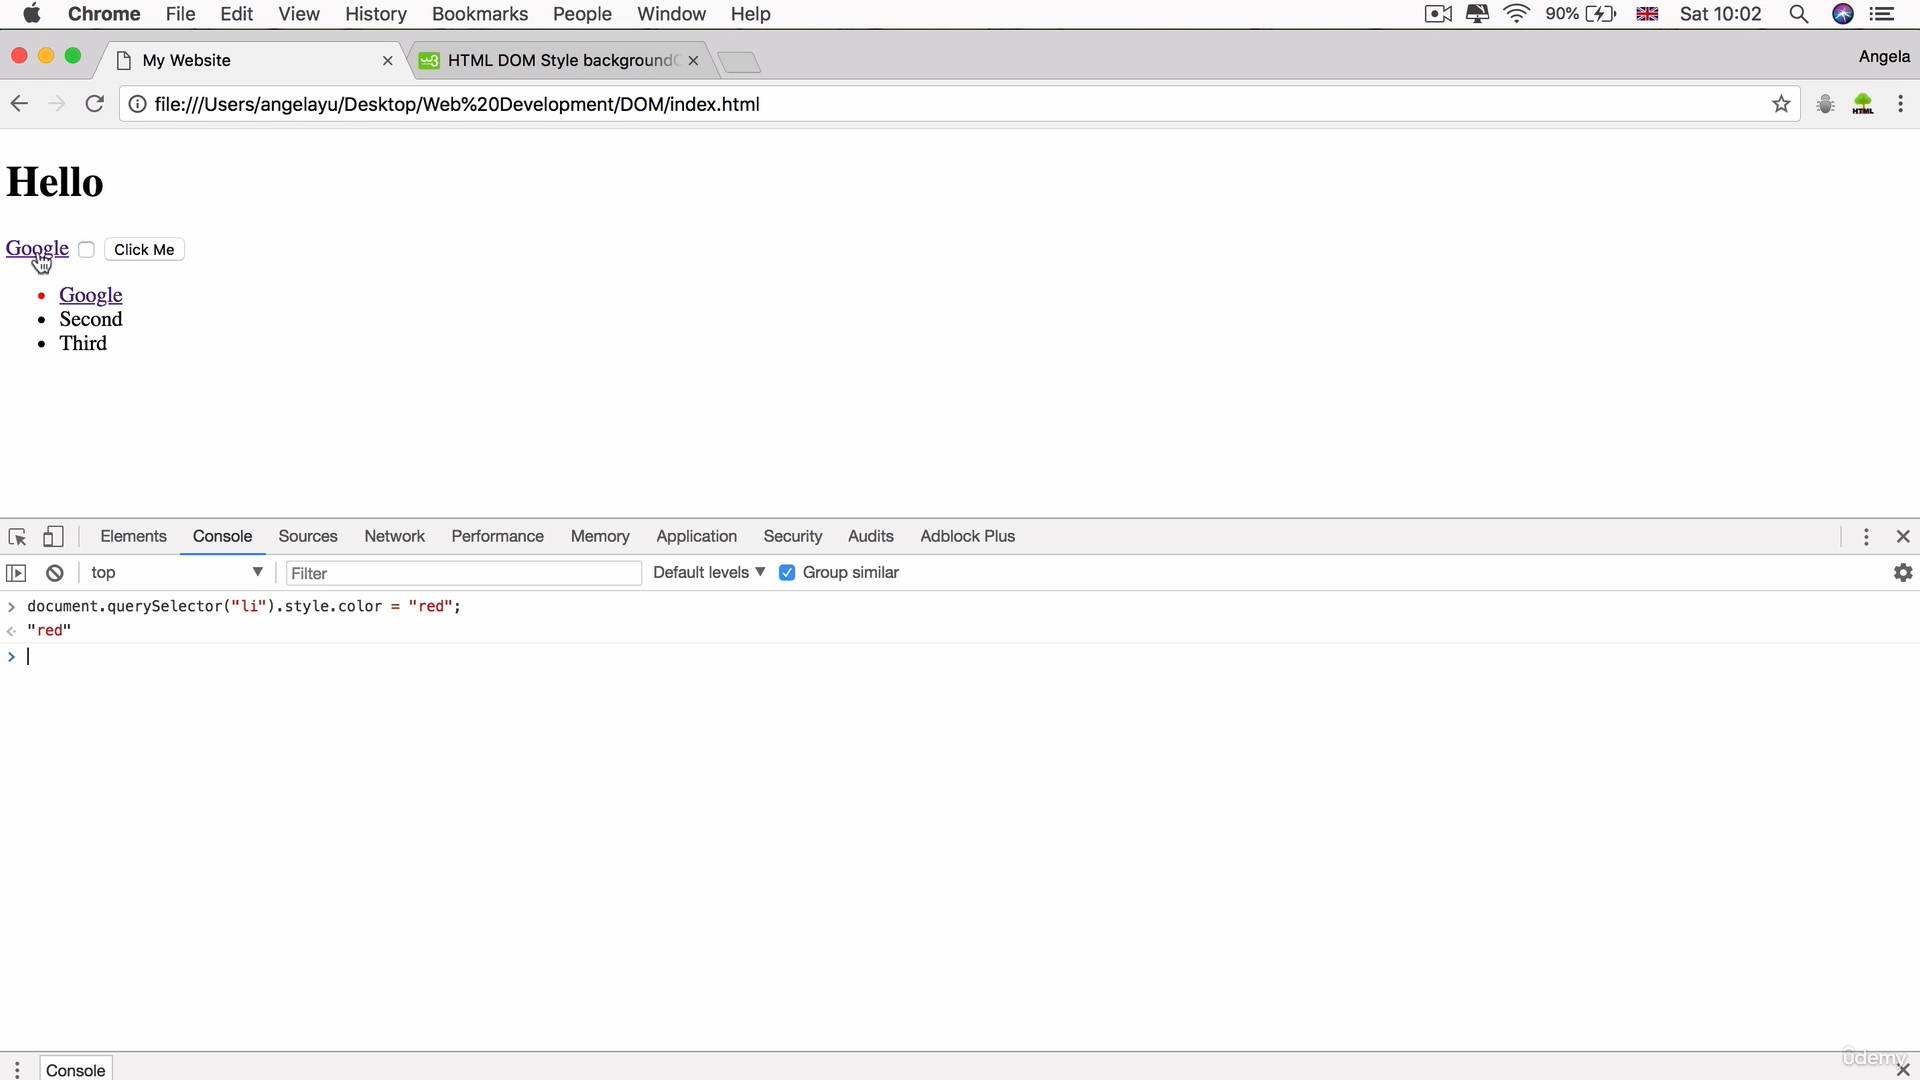 Chrome File Edit View History Bookmarks People Window Help 90% Sat 10:02
My Website HTML DOM Style background Angela
file:///Users/angelayu/Desktop/Web%20Development/DOM/index.html HTML
Hello
Google Click Me
Google
Second
Third
Elements Console Sources Network Performance Memory Application Security Audits Adblock Plus
top Filter Default levels Group similar
> document.querySelector("li").style.color = "red";
"red"
>
Console
ûdemy